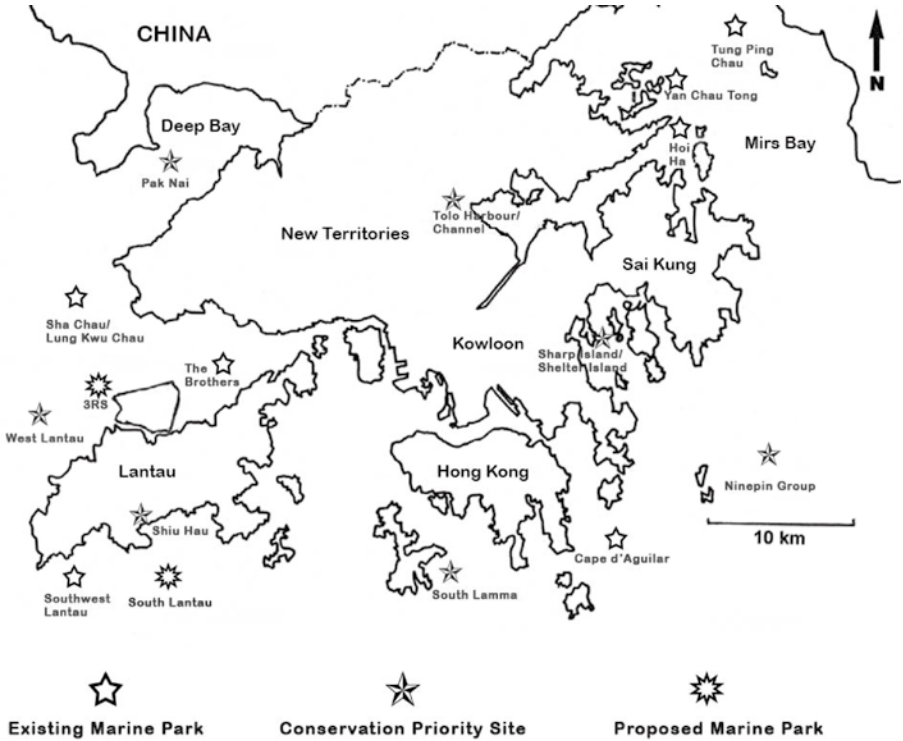 CHINA
Tung Ping
Chau
N
Yan Chau Tong
Deep Bay
Hoi
Ha
Mirs Bay
Pak Nai
Tolo Harbour/
Channel
New Territories
Sai Kung
Sha Chau/
Lung Kwu Chau
Kowloon
Sharp Island/
Shelter Island
The
Brothers
3RS
West Lantau
Lantau
Hong Kong
Ninepin Group
Shiu Hau
10 km
Cape d'Aguilar
Southwest
Lantau
South Lantau
South Lamma
Existing Marine Park
Conservation Priority Site
Proposed Marine Park